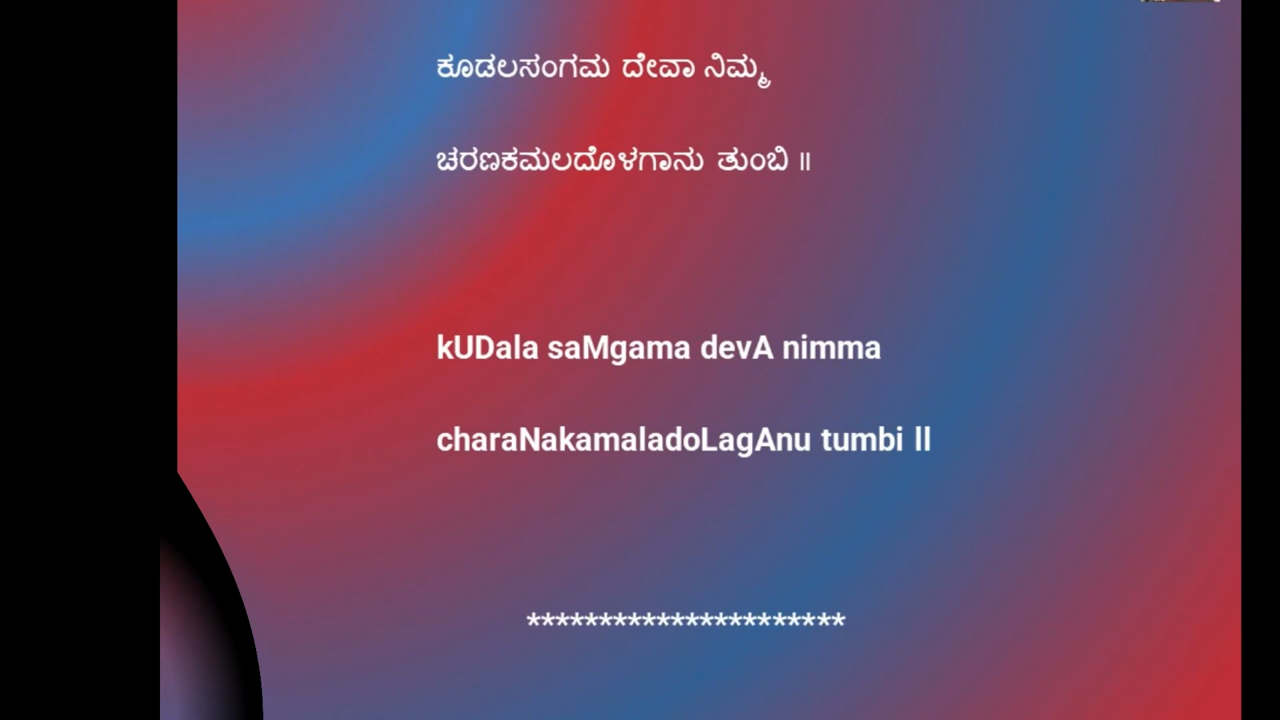 ಕೂಡಲಸಂಗಮ ದೇವಾ ನಿಮ್ಮ
ಚರಣಕಮಲದೊಳಗಾನು ತುಂಬಿ ॥
kUDala saMgama devA nimma
charaNakamaladoLagAnu tumbi ll
**********************